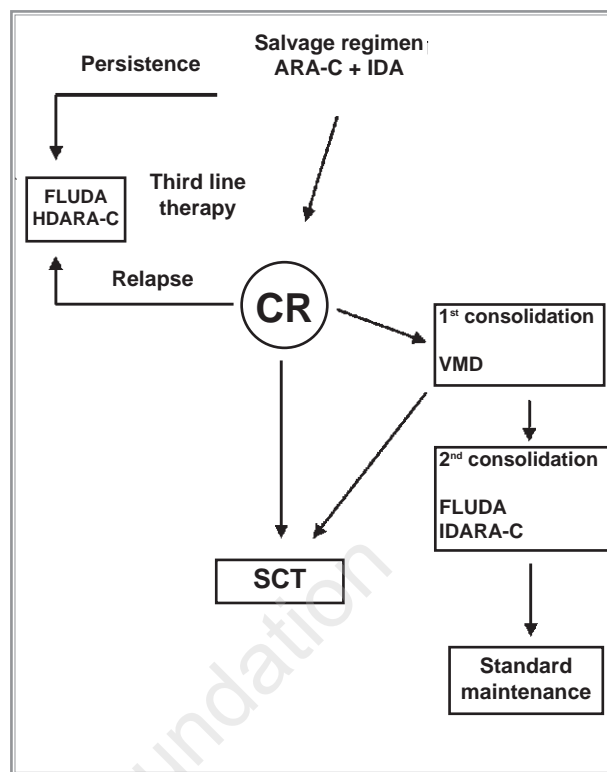 Salvage regimen
ARA-C + IDA
Persistence
FLUDA
HDARA-C
Third line
therapy
Relapse
CR
1st consolidation
VMD
2nd consolidation
FLUDA
IDARA-C
SCT
Standard
maintenance
undation